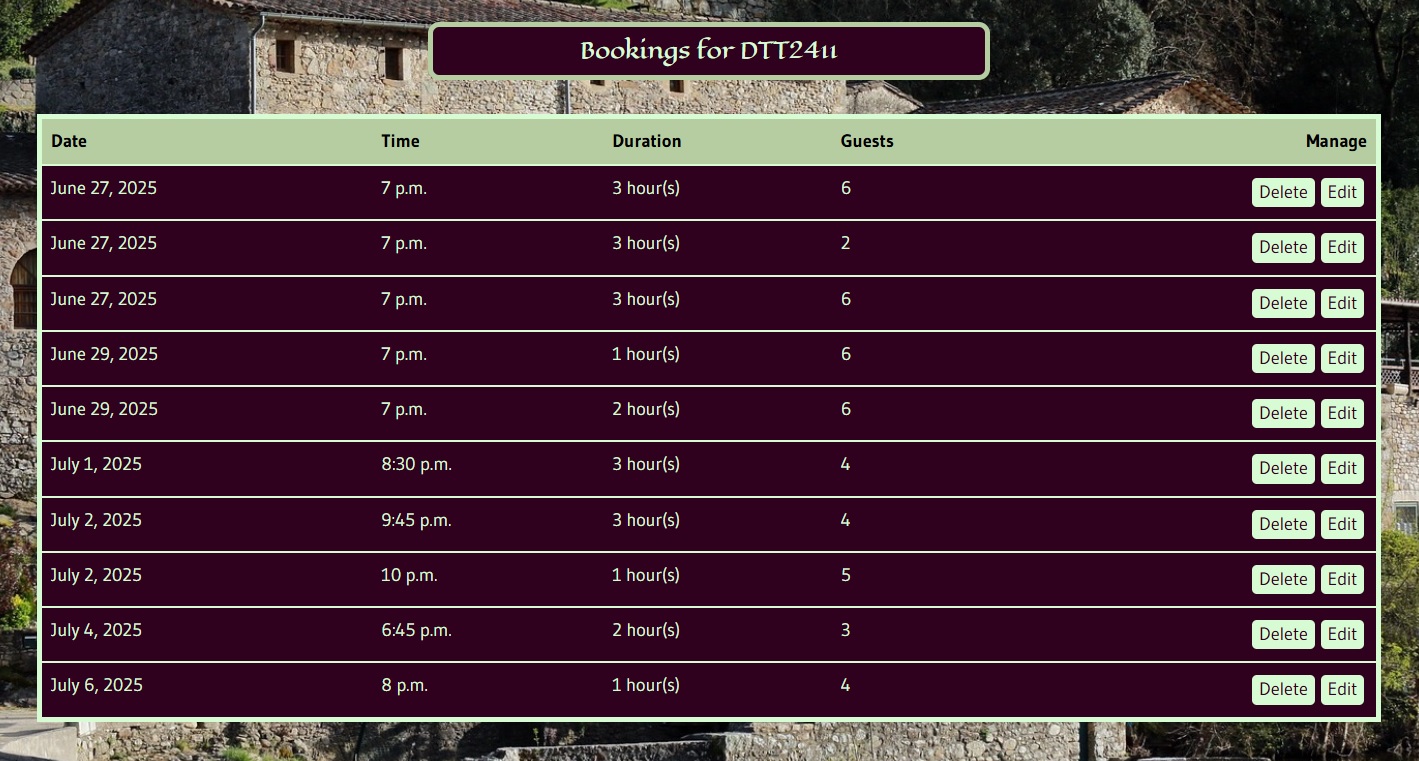 Bookings for DTT2411
Date Time Duration Guests Manage
June 27, 2025 7 p.m. 3 hour(s) 6 Delete Edit
June 27, 2025 7 p.m. 3 hour(s) 2 Delete Edit
June 27, 2025 7 p.m. 3 hour(s) 6 Delete Edit
June 29, 2025 7 p.m. 1 hour(s) 6 Delete Edit
June 29, 2025 7 p.m. 2 hour(s) 6 Delete Edit
July 1, 2025 8:30 p.m. 3 hour(s) 4 Delete Edit
July 2, 2025 9:45 p.m. 3 hour(s) 4 Delete Edit
July 2, 2025 10 p.m. 1 hour(s) 5 Delete Edit
July 4, 2025 6:45 p.m. 2 hour(s) 3 Delete Edit
July 6, 2025 8 p.m. 1 hour(s) 4 Delete Edit